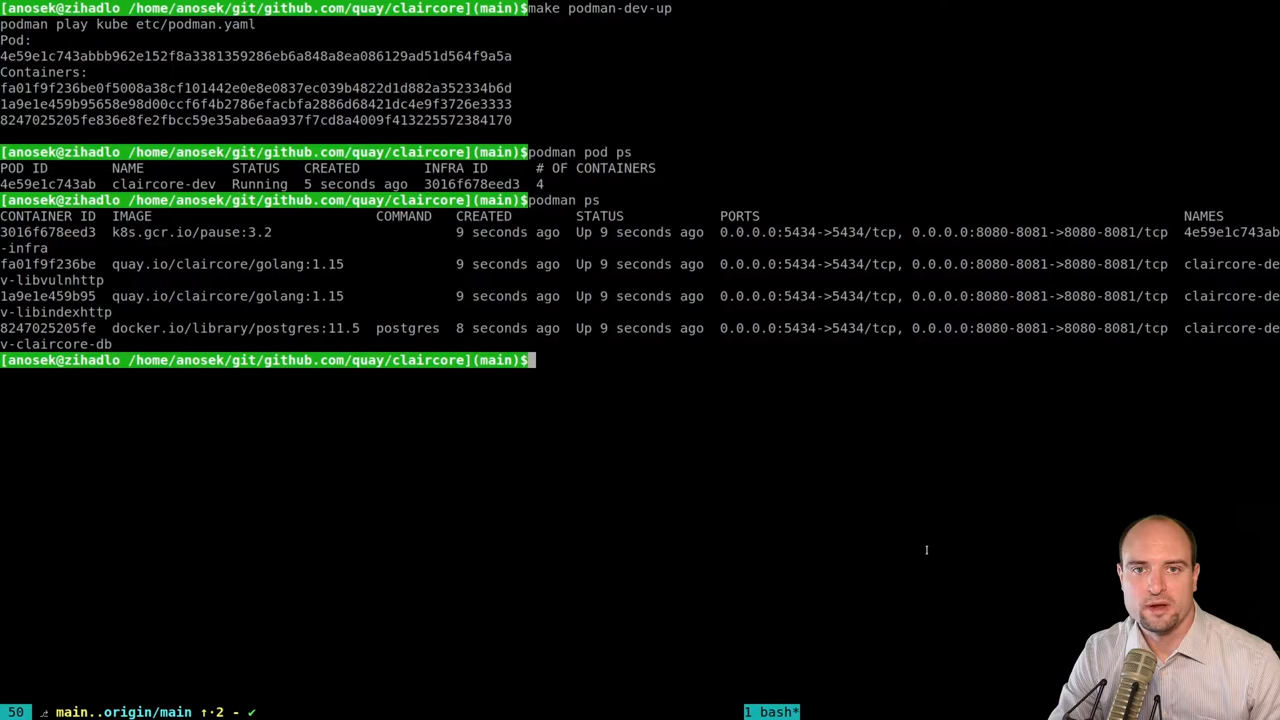 [anosek@zihadlo /home/anosek/git/github.com/quay/claircore](main)$make podman-dev-up
podman play kube etc/podman.yaml
Pod:
4e59e1c743abbb962e152f8a3381359286eb6a848a8ea086129ad51d564f9a5a
Containers:
fa01f9f236be0f5008a38cf101442e0e8e0837ec039b4822d1d882a352334b6d
1a9e1e459b95658e98d00ccf6f4b2786efacbfa2886d68421dc4e9f3726e3333
8247025205fe836e8fe2fbcc59e35abe6aa937f7cd8a4009f413225572384170
[anosek@zihadlo /home/anosek/git/github.com/quay/claircore](main)$podman pod ps
POD ID NAME STATUS CREATED INFRA ID # OF CONTAINERS
4e59e1c743ab claircore-dev Running 5 seconds ago 3016f678eed3 4
[anosek@zihadlo /home/anosek/git/github.com/quay/claircore](main)$podman ps
CONTAINER ID IMAGE COMMAND CREATED STATUS PORTS NAMES
3016f678eed3 k8s.gcr.io/pause:3.2 9 seconds ago Up 9 seconds ago 0.0.0.0:5434->5434/tcp, 0.0.0.0:8080-8081->8080-8081/tcp 4e59e1c743ab
-infra
fa01f9f236be quay.io/claircore/golang:1.15 9 seconds ago Up 9 seconds ago 0.0.0.0:5434->5434/tcp, 0.0.0.0:8080-8081->8080-8081/tcp claircore-de
v-libvulnhttp
1a9e1e459b95 quay.io/claircore/golang:1.15 9 seconds ago Up 9 seconds ago 0.0.0.0:5434->5434/tcp, 0.0.0.0:8080-8081->8080-8081/tcp claircore-de
v-libindexhttp
8247025205fe docker.io/library/postgres:11.5 postgres 8 seconds ago Up 9 seconds ago 0.0.0.0:5434->5434/tcp, 0.0.0.0:8080-8081->8080-8081/tcp claircore-de
v-claircore-db
[anosek@zihadlo /home/anosek/git/github.com/quay/claircore](main)$
50 ⎇ main..origin/main ↑·2 - ✔ 1 bash*